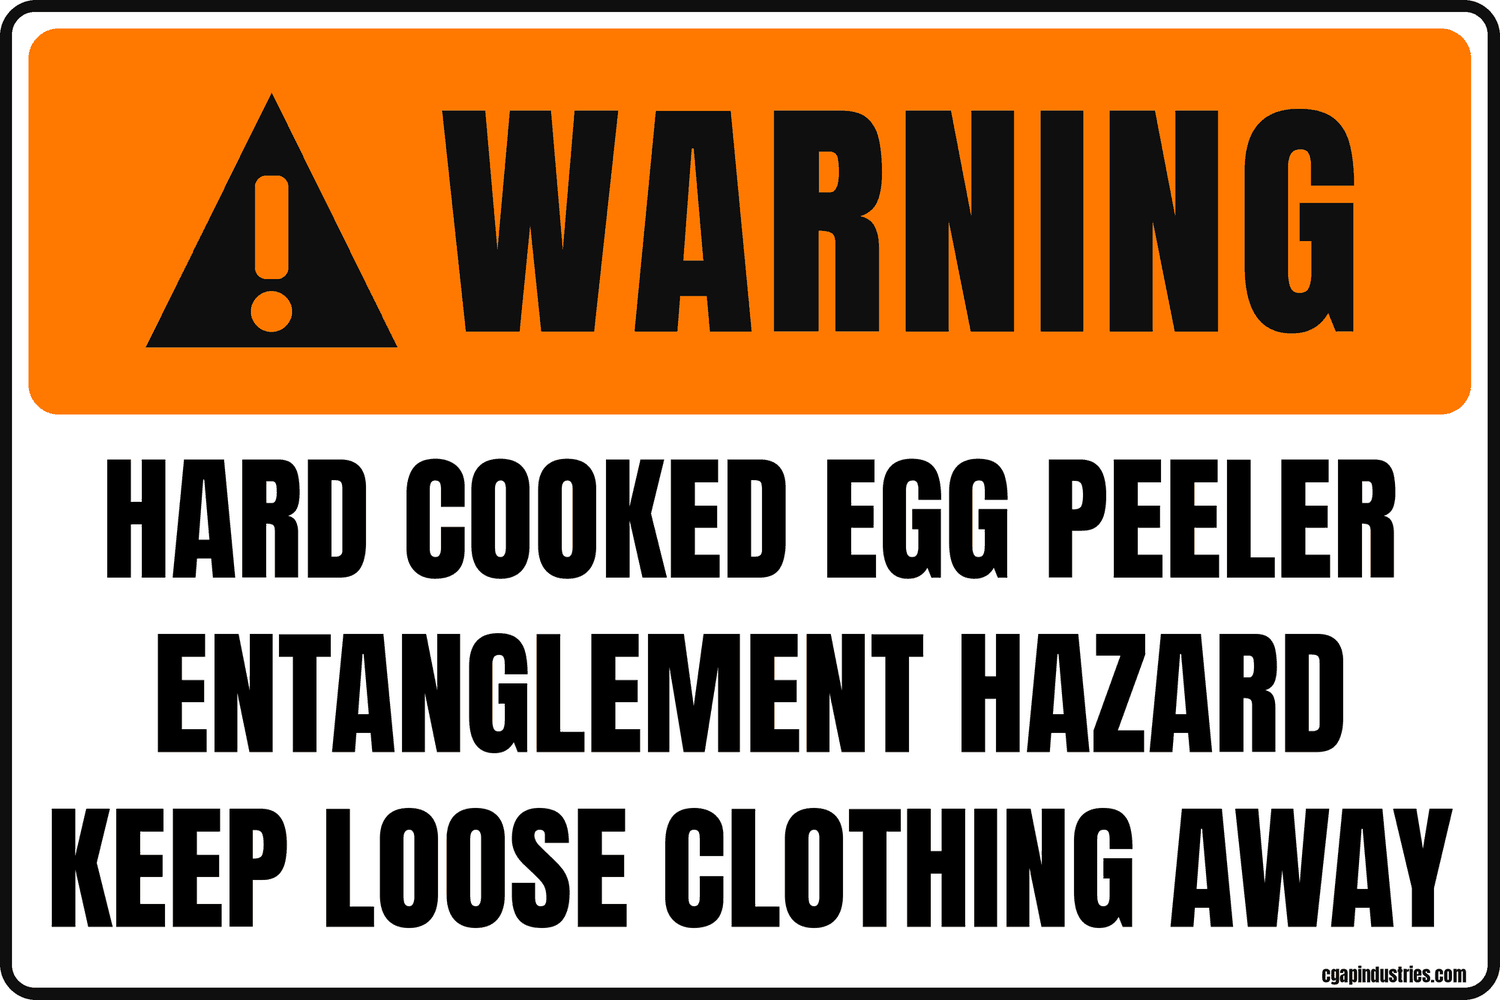 WARNING
HARD COOKED EGG PEELER
ENTANGLEMENT HAZARD
KEEP LOOSE CLOTHING AWAY
cgapindustries.com